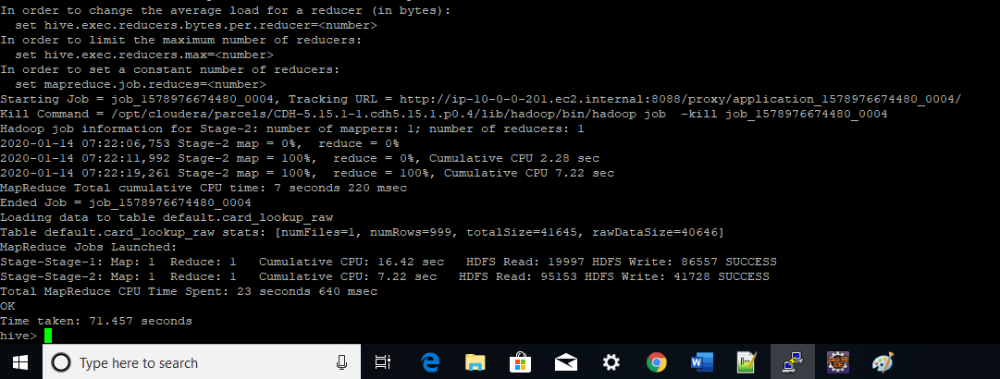 In order to change the average load for a reducer (in bytes):
  set hive.exec.reducers.bytes.per.reducer=<number>
In order to limit the maximum number of reducers:
  set hive.exec.reducers.max=<number>
In order to set a constant number of reducers:
  set mapreduce.job.reduces=<number>
Starting Job = job_1578976674480_0004, Tracking URL = http://ip-10-0-0-201.ec2.internal:8088/proxy/application_1578976674480_0004/
Kill Command = /opt/cloudera/parcels/CDH-5.15.1-1.cdh5.15.1.p0.4/lib/hadoop/bin/hadoop job  -kill job_1578976674480_0004
Hadoop job information for Stage-2: number of mappers: 1; number of reducers: 1
2020-01-14 07:22:06,753 Stage-2 map = 0%,  reduce = 0%
2020-01-14 07:22:11,992 Stage-2 map = 100%,  reduce = 0%, Cumulative CPU 2.28 sec
2020-01-14 07:22:19,261 Stage-2 map = 100%,  reduce = 100%, Cumulative CPU 7.22 sec
MapReduce Total cumulative CPU time: 7 seconds 220 msec
Ended Job = job_1578976674480_0004
Loading data to table default.card_lookup_raw
Table default.card_lookup_raw stats: [numFiles=1, numRows=999, totalSize=41645, rawDataSize=40646]
MapReduce Jobs Launched:
Stage-Stage-1: Map: 1  Reduce: 1   Cumulative CPU: 16.42 sec   HDFS Read: 19997 HDFS Write: 86557 SUCCESS
Stage-Stage-2: Map: 1  Reduce: 1   Cumulative CPU: 7.22 sec   HDFS Read: 95153 HDFS Write: 41728 SUCCESS
Total MapReduce CPU Time Spent: 23 seconds 640 msec
OK
Time taken: 71.457 seconds
hive>
Type here to search